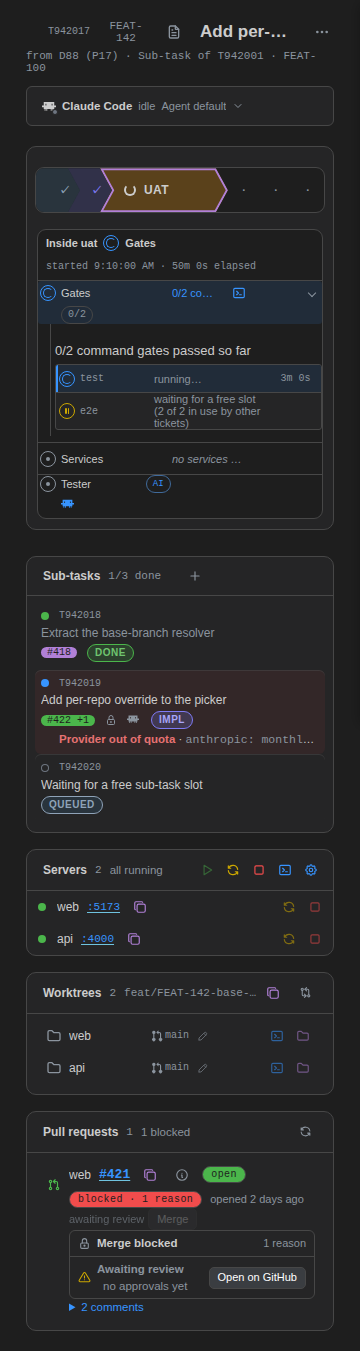 T942017 FEAT-142 Add per-…
from D88 (P17) · Sub-task of T942001 · FEAT-
100
Claude Code idle Agent default
UAT
Inside uat Gates
started 9:10:00 AM · 50m 0s elapsed
Gates 0/2 co…
0/2
0/2 command gates passed so far
test running… 3m 0s
e2e waiting for a free slot
(2 of 2 in use by other
tickets)
Services no services …
Tester AI
Sub-tasks 1/3 done
T942018
Extract the base-branch resolver
#418 DONE
T942019
Add per-repo override to the picker
#422 +1 IMPL
Provider out of quota · anthropic: monthl…
T942020
Waiting for a free sub-task slot
QUEUED
Servers 2 all running
web :5173
api :4000
Worktrees 2 feat/FEAT-142-base-…
web main
api main
Pull requests 1 1 blocked
web #421 open
blocked · 1 reason opened 2 days ago
awaiting review Merge
Merge blocked 1 reason
Awaiting review
no approvals yet Open on GitHub
2 comments